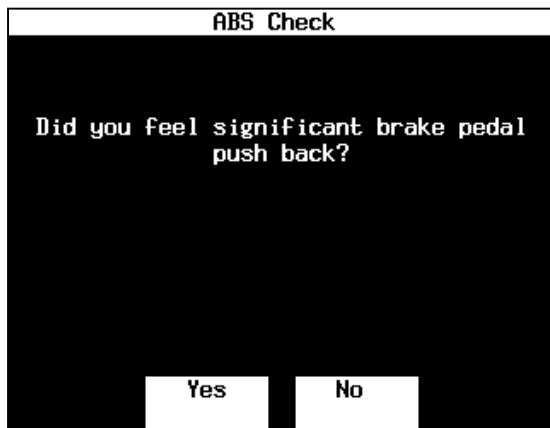 ABS Check
Did you feel significant brake pedal
push back?
Yes No